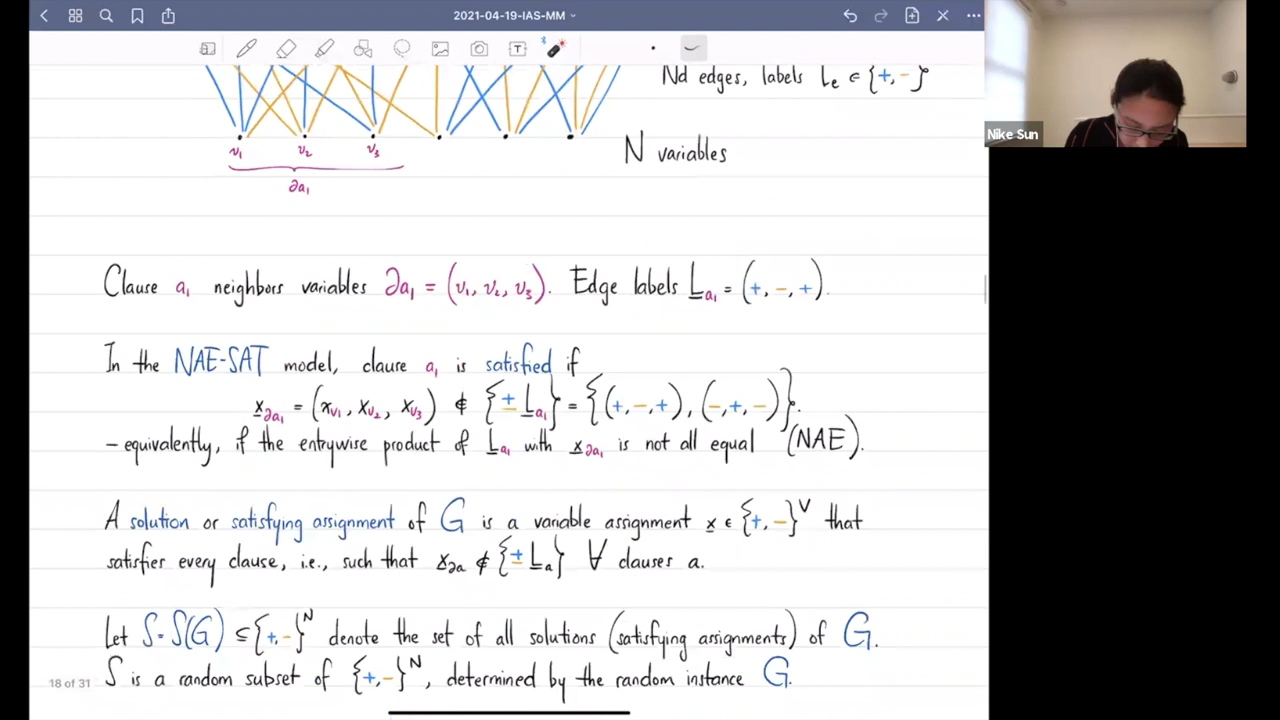 2021-04-19-IAS-MM
Nd edges, labels L_e ∈ {+,-}
Nike Sun
v₁ v₂ v₃
N variables
∂a₁
Clause a₁ neighbors variables ∂a₁ = (v₁, v₂, v₃). Edge labels L_a₁ = (+, -, +).
In the NAE-SAT model, clause a₁ is satisfied if
x_∂a₁ = (x_v₁, x_v₂, x_v₃) ∉ {± L_a₁} = {(+,-,+), (-,+,-)}.
- equivalently, if the entrywise product of L_a₁ with x_∂a₁ is not all equal (NAE).
A solution or satisfying assignment of G is a variable assignment x ∈ {+,-}^V that
satisfies every clause, i.e., such that x_∂a ∉ {± L_a} ∀ clauses a.
Let S=S(G) ⊆ {+,-}^N denote the set of all solutions (satisfying assignments) of G.
S is a random subset of {+,-}^N, determined by the random instance G.
18 of 31